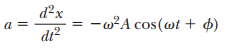 a = d²x/dt² = −ω²A cos(ωt + ϕ)